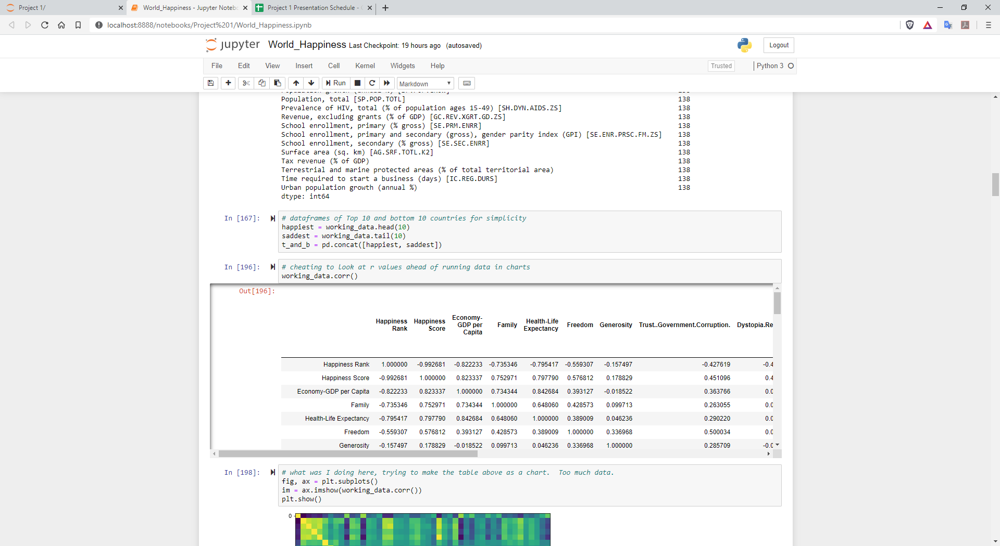 Project 1/
World_Happiness - Jupyter Notebo
Project 1 Presentation Schedule -
localhost:8888/notebooks/Project%201/World_Happiness.ipynb
jupyter World_Happiness Last Checkpoint: 19 hours ago (autosaved)
Logout
File Edit View Insert Cell Kernel Widgets Help
Trusted
Python 3
Run
Markdown
Population, total [SP.POP.TOTL] 138
Prevalence of HIV, total (% of population ages 15-49) [SH.DYN.AIDS.ZS] 138
Revenue, excluding grants (% of GDP) [GC.REV.XGRT.GD.ZS] 138
School enrollment, primary (% gross) [SE.PRM.ENRR] 138
School enrollment, primary and secondary (gross), gender parity index (GPI) [SE.ENR.PRSC.FM.ZS] 138
School enrollment, secondary (% gross) [SE.SEC.ENRR] 138
Surface area (sq. km) [AG.SRF.TOTL.K2] 138
Tax revenue (% of GDP) 138
Terrestrial and marine protected areas (% of total territorial area) 138
Time required to start a business (days) [IC.REG.DURS] 138
Urban population growth (annual %) 138
dtype: int64
In [167]:
# dataframes of Top 10 and bottom 10 countries for simplicity
happiest = working_data.head(10)
saddest = working_data.tail(10)
t_and_b = pd.concat([happiest, saddest])
In [196]:
# cheating to look at r values ahead of running data in charts
working_data.corr()
Out[196]:
Happiness Rank Happiness Score Economy-GDP per Capita Family Health-Life Expectancy Freedom Generosity Trust..Government.Corruption. Dystopia.Re
Happiness Rank 1.000000 -0.992681 -0.822233 -0.735346 -0.795417 -0.559307 -0.157497 -0.427619 -0.4
Happiness Score -0.992681 1.000000 0.823337 0.752971 0.797790 0.576812 0.178829 0.451096 0.4
Economy-GDP per Capita -0.822233 0.823337 1.000000 0.734344 0.842684 0.393127 -0.018522 0.363766 0.0
Family -0.735346 0.752971 0.734344 1.000000 0.648060 0.428573 0.099713 0.263055 0.0
Health-Life Expectancy -0.795417 0.797790 0.842684 0.648060 1.000000 0.389009 0.046236 0.290220 0.0
Freedom -0.559307 0.576812 0.393127 0.428573 0.389009 1.000000 0.336968 0.500034 0.0
Generosity -0.157497 0.178829 -0.018522 0.099713 0.046236 0.336968 1.000000 0.285709 -0.0
In [198]:
# what was I doing here, trying to make the table above as a chart.  Too much data.
fig, ax = plt.subplots()
im = ax.imshow(working_data.corr())
plt.show()
0